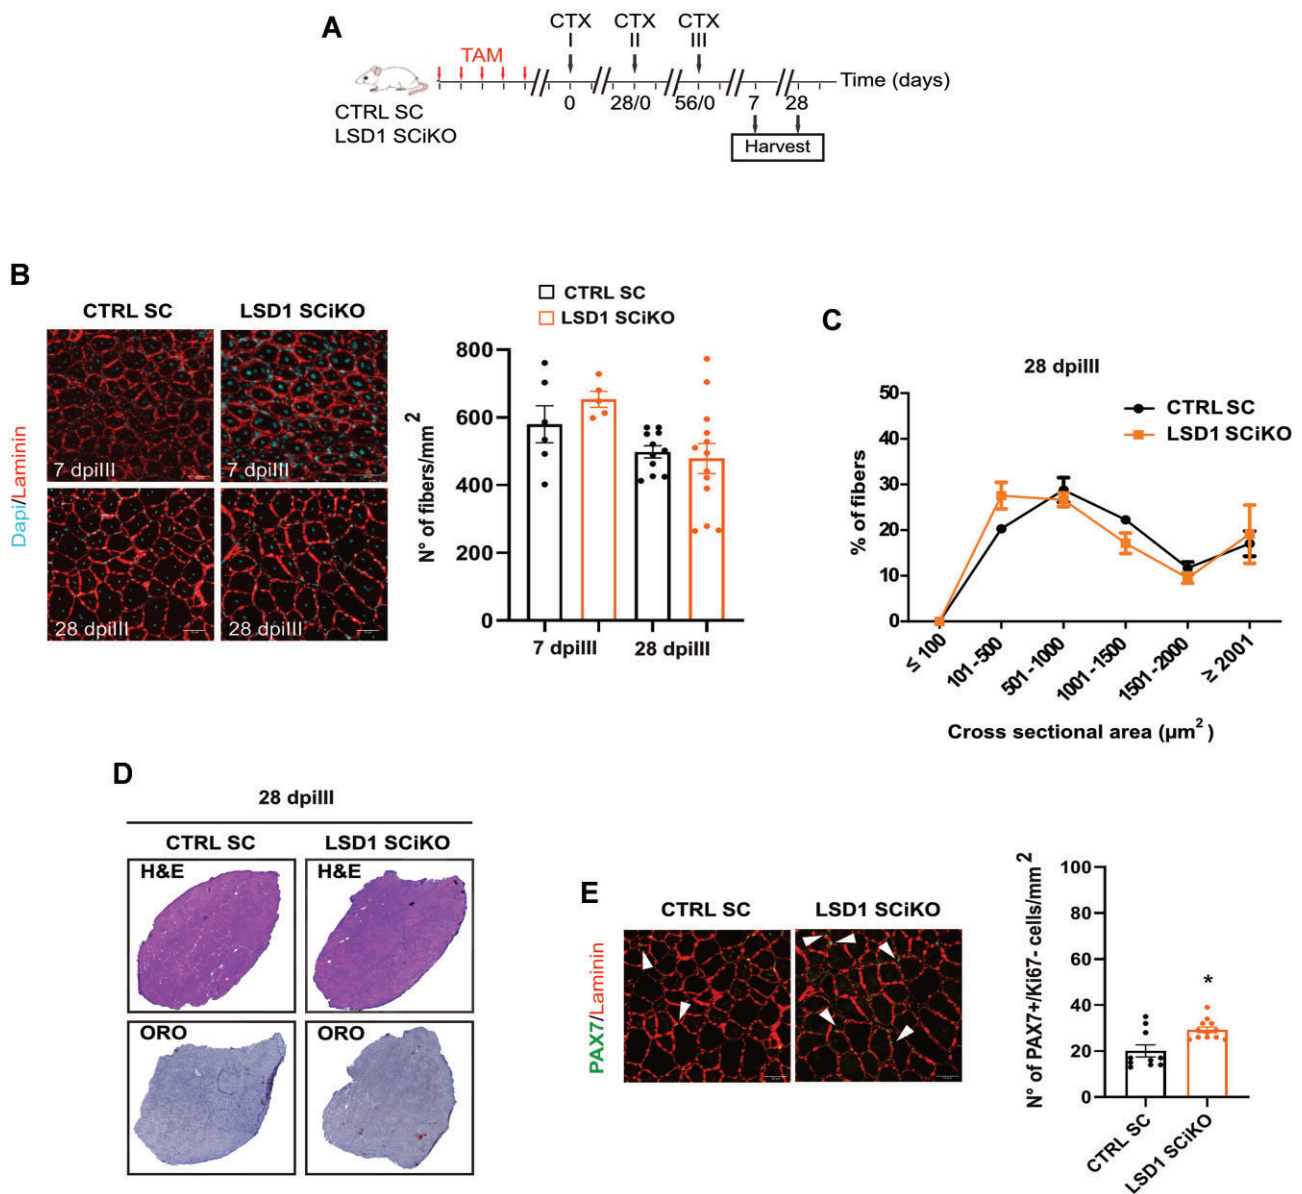 A
CTX CTX CTX
I II III
TAM
Time (days)
0 28/0 56/0 7 28
CTRL SC
LSD1 SCiKO
Harvest
B
CTRL SC LSD1 SCiKO
Dapi/Laminin
7 dpiIII 7 dpiIII
28 dpiIII 28 dpiIII
CTRL SC
LSD1 SCiKO
N° of fibers/mm²
800
600
400
200
0
7 dpiIII 28 dpiIII
C
28 dpiIII
CTRL SC
LSD1 SCiKO
% of fibers
50
40
30
20
10
0
≤ 100 101-500 501-1000 1001-1500 1501-2000 ≥ 2001
Cross sectional area (µm²)
D
28 dpiIII
CTRL SC LSD1 SCiKO
H&E H&E
ORO ORO
E
CTRL SC LSD1 SCiKO
PAX7/Laminin
N° of PAX7+/Ki67- cells/mm²
100
80
60
40
20
0
*
CTRL SC LSD1 SCiKO